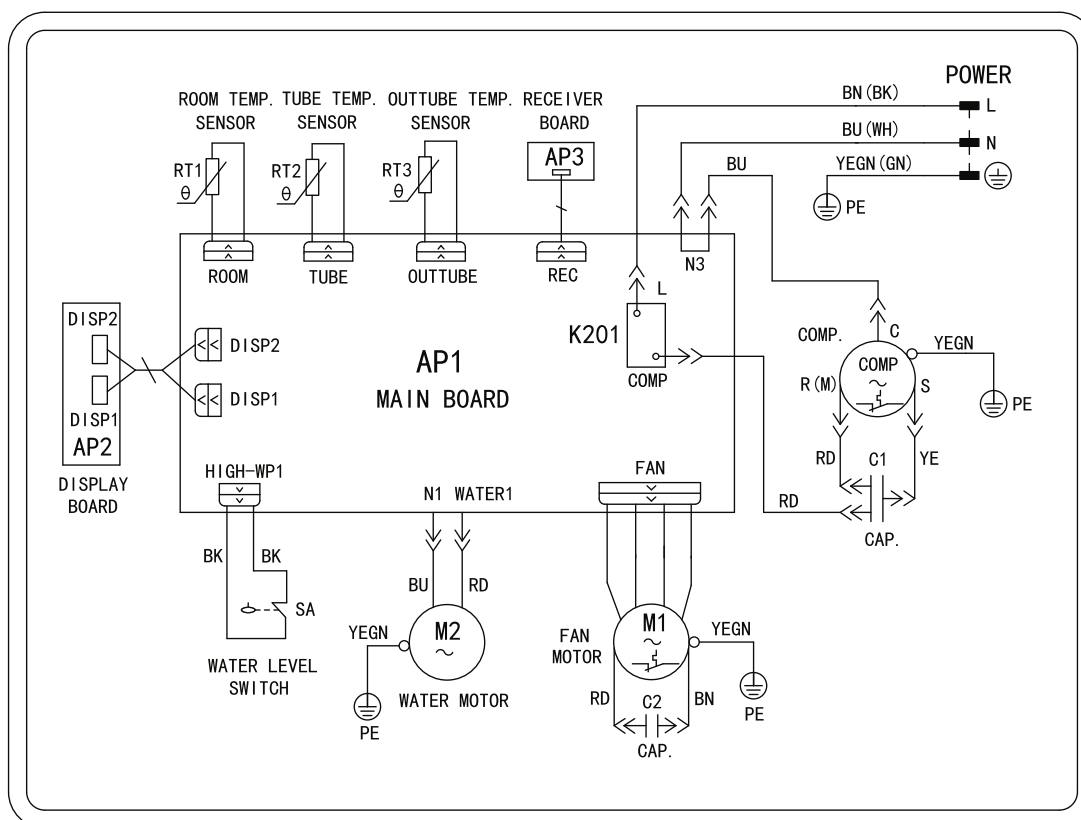 POWER
L
N
BN(BK)
BU(WH)
YEGN(GN)
BU
PE
ROOM TEMP. SENSOR
TUBE TEMP. SENSOR
OUTTUBE TEMP. SENSOR
RECEIVER BOARD
RT1
θ
RT2
θ
RT3
θ
AP3
ROOM
TUBE
OUTTUBE
REC
N3
L
K201
COMP
AP1
MAIN BOARD
DISP2
DISP1
AP2
DISPLAY BOARD
DISP2
DISP1
COMP.
C
COMP
~
YEGN
PE
R(M)
S
RD
C1
YE
RD
CAP.
HIGH-WP1
BK
BK
SA
WATER LEVEL SWITCH
N1
WATER1
BU
RD
M2
~
YEGN
PE
WATER MOTOR
FAN
M1
~
FAN MOTOR
YEGN
PE
RD
C2
BN
CAP.